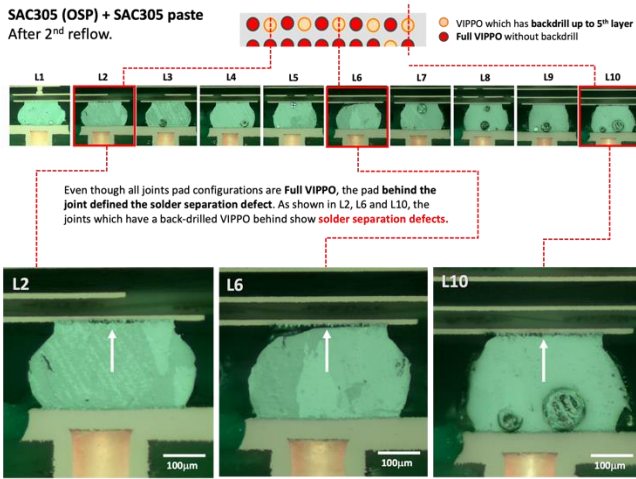 SAC305 (OSP) + SAC305 paste
After 2nd reflow.
VIPPO which has backdrill up to 5th layer
Full VIPPO without backdrill
L1 L2 L3 L4 L5 L6 L7 L8 L9 L10
Even though all joints pad configurations are Full VIPPO, the pad behind the
joint defined the solder separation defect. As shown in L2, L6 and L10, the
joints which have a back-drilled VIPPO behind show solder separation defects.
L2 L6 L10
100μm 100μm 100μm